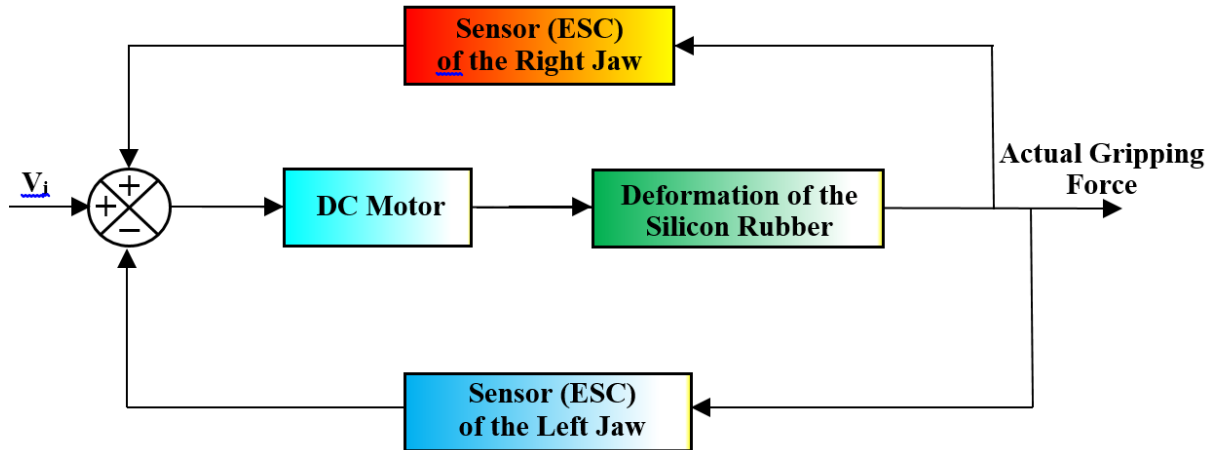 Sensor (ESC)
of the Right Jaw
Actual Gripping
Force
Vi
+
+
−
DC Motor
Deformation of the
Silicon Rubber
Sensor (ESC)
of the Left Jaw